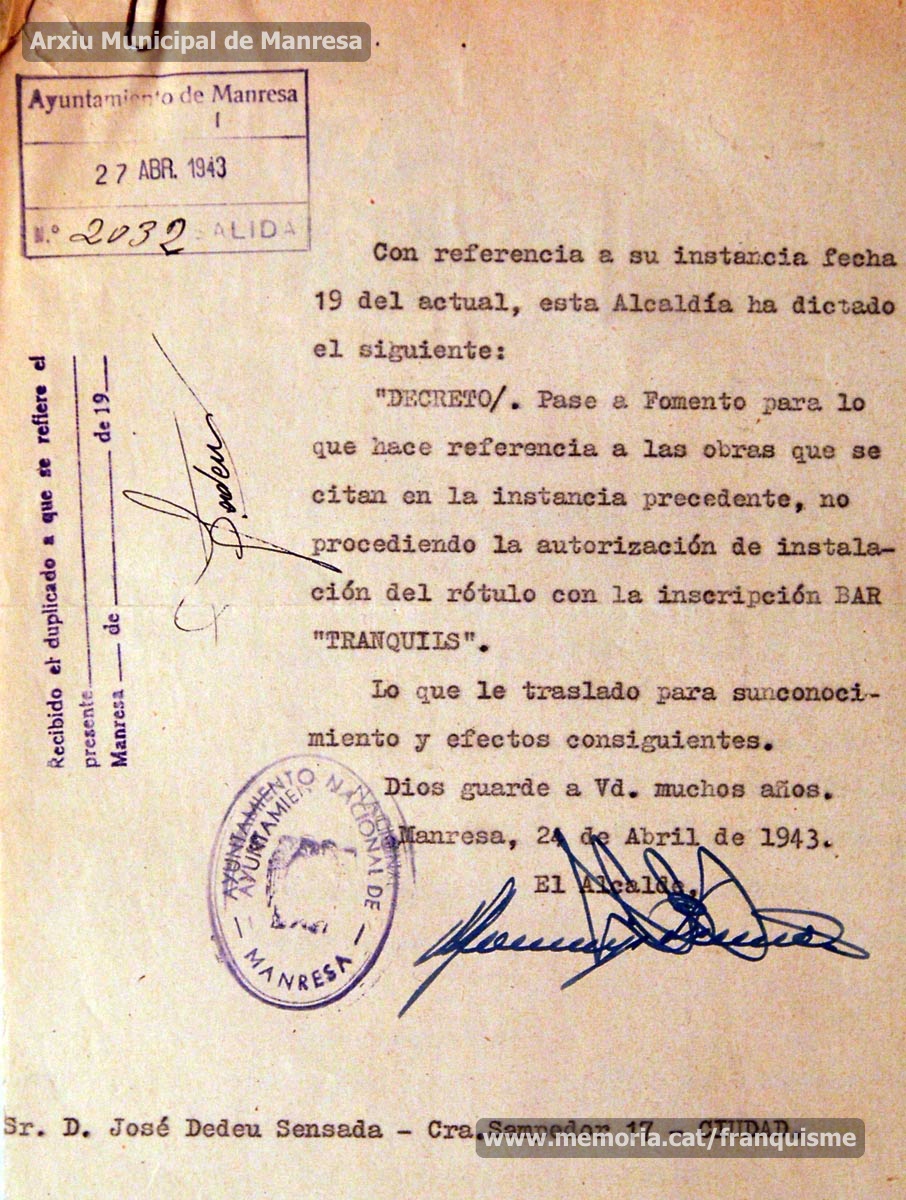 Arxiu Municipal de Manresa
Ayuntamiento de Manresa
27 ABR. 1943
N.º 2032 SALIDA
Con referencia a su instancia fecha
19 del actual, esta Alcaldía ha dictado
el siguiente:
"DECRETO/. Pase a Fomento para lo
que hace referencia a las obras que se
citan en la instancia precedente, no
procediendo la autorización de instala-
ción del rótulo con la inscripción BAR
"TRANQUILS".
Lo que le traslado para sunconoci-
miento y efectos consiguientes.
Dios guarde a Vd. muchos años.
Manresa, 24 de Abril de 1943.
El Alcalde,
Recibido el duplicado a que se refiere el
presente
Manresa de de 19
Dedeu
AYUNTAMIENTO NACIONAL DE
MANRESA
Sr. D. José Dedeu Sensada - Cra.Sampedor 17 - CIUDAD
www.memoria.cat/franquisme